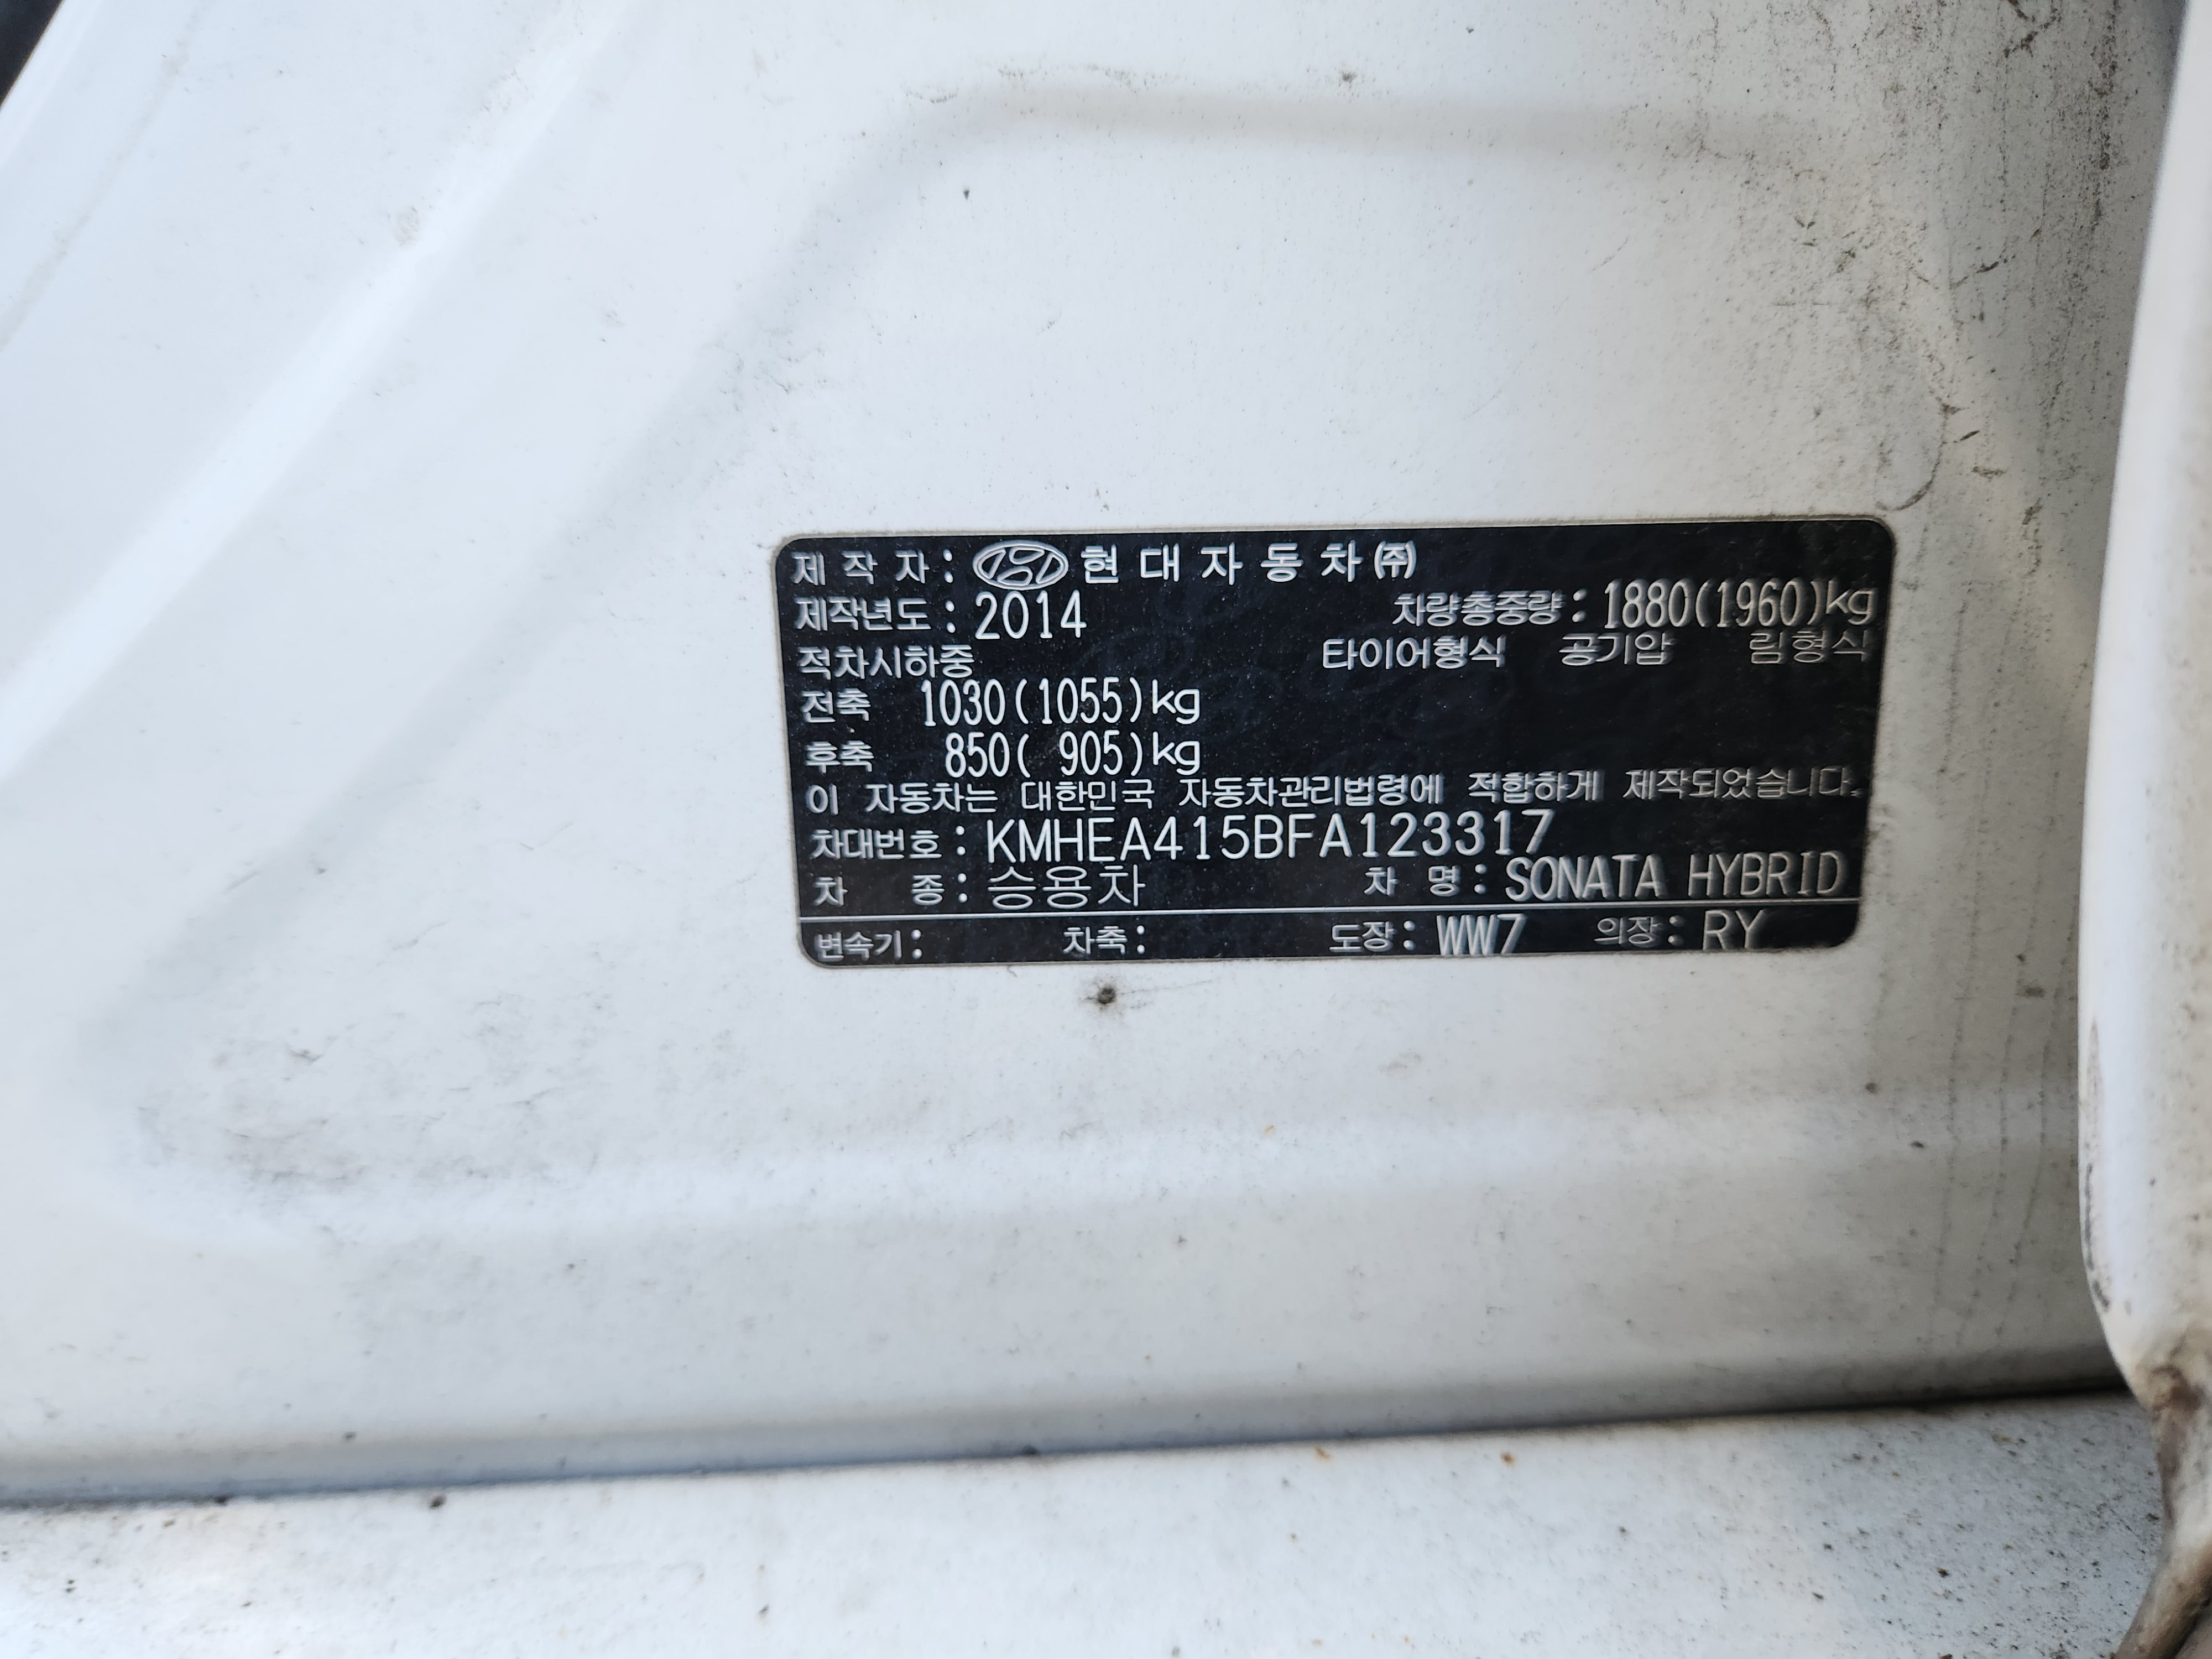 제 작 자 : 현 대 자 동 차 ㈜
제작년도 : 2014 차량총중량 : 1880(1960)kg
적차시하중 타이어형식 공기압 림형식
전축 1030(1055)kg
후축 850( 905)kg
이 자동차는 대한민국 자동차관리법령에 적합하게 제작되었습니다.
차대번호 : KMHEA415BFA123317
차 종 : 승용차 차 명 : SONATA HYBRID
변속기 : 차축 : 도장 : WW7 의장 : RY